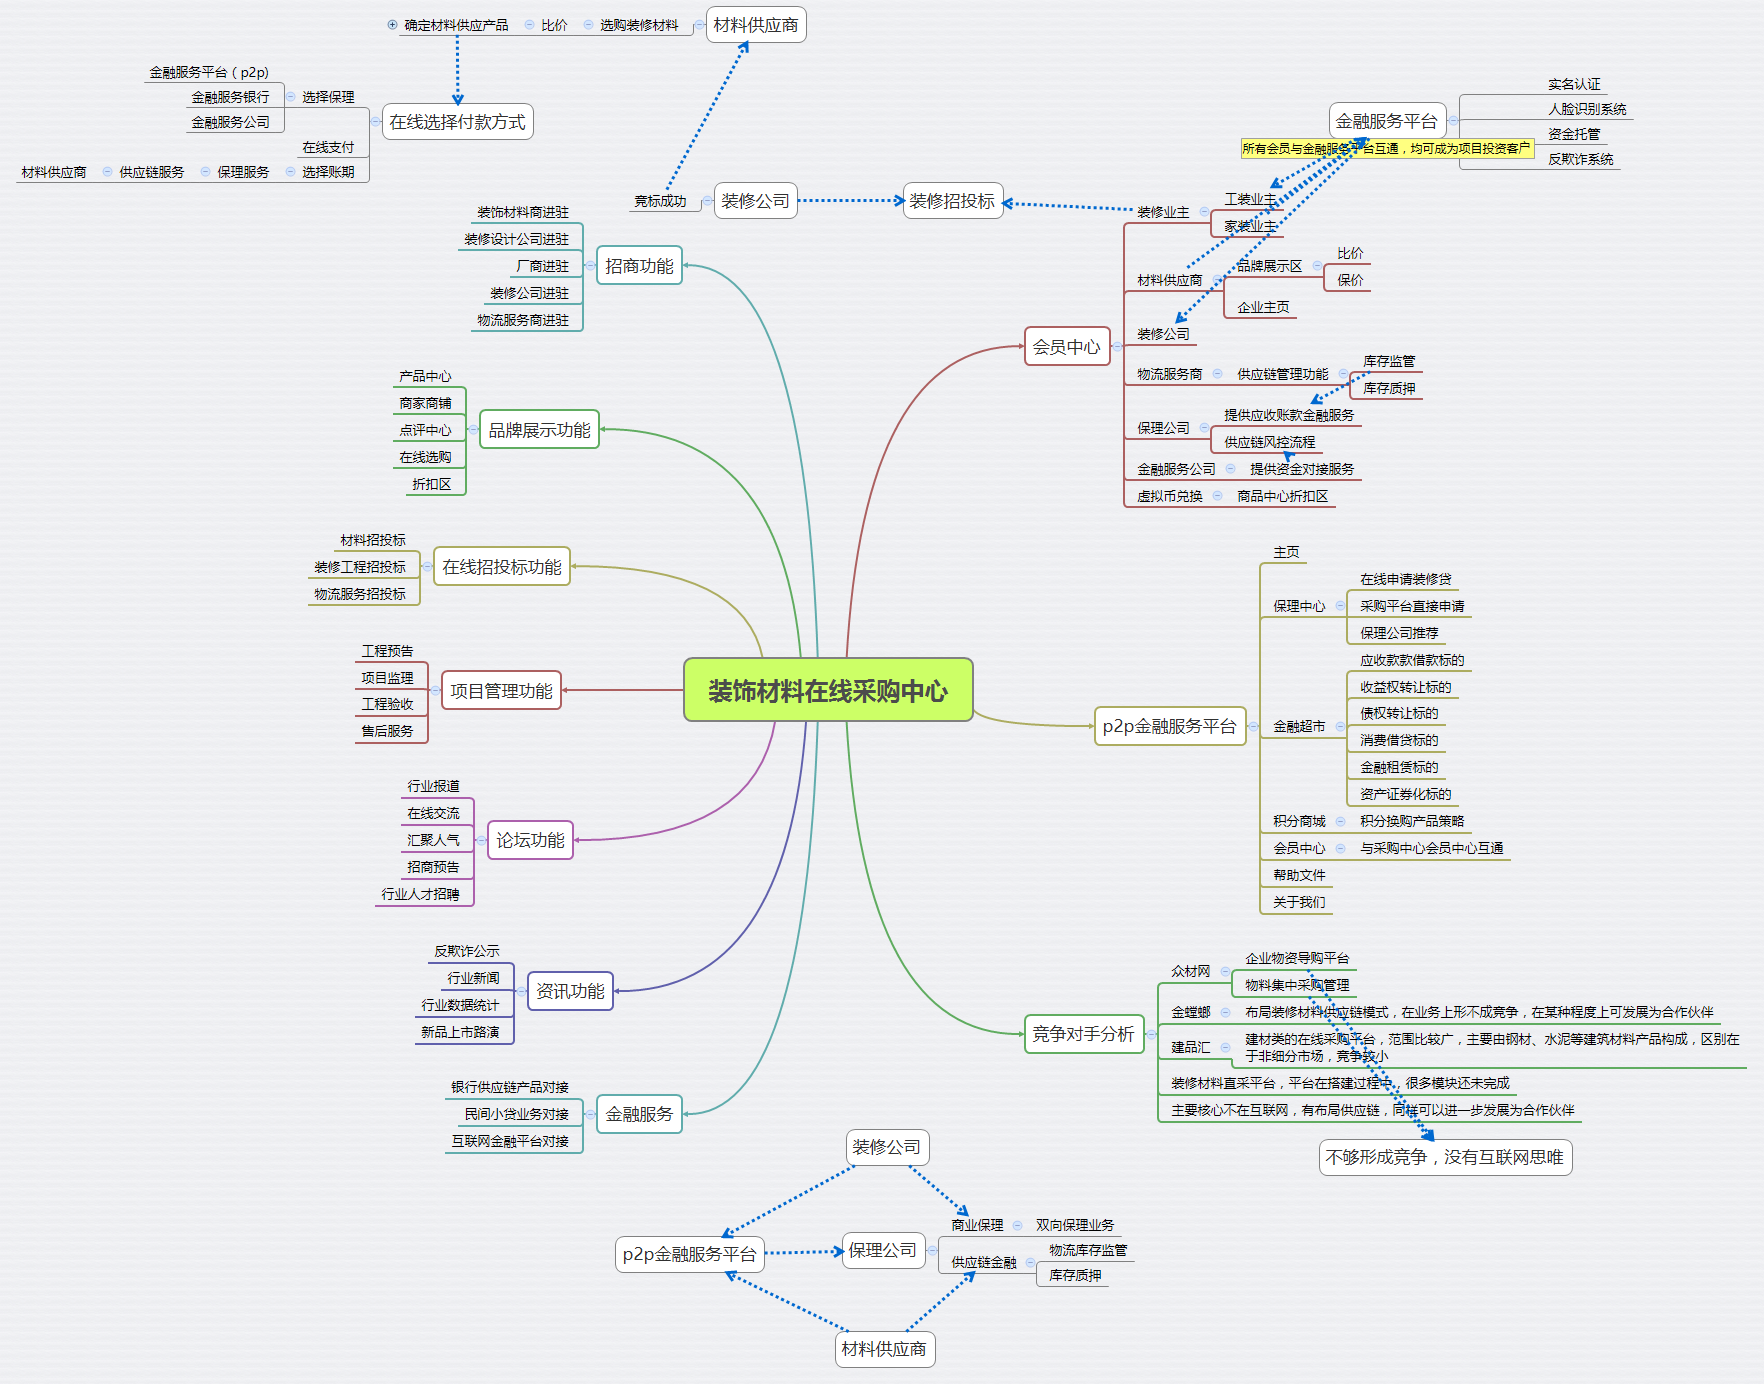 材料供应商
选购装修材料
比价
确定材料供应产品
在线选择付款方式
选择保理
金融服务平台（p2p)
金融服务银行
金融服务公司
在线支付
选择账期
保理服务
供应链服务
材料供应商
装修公司
竞标成功
装修招投标
金融服务平台
所有会员与金融服务平台互通，均可成为项目投资客户
实名认证
人脸识别系统
资金托管
反欺诈系统
装饰材料在线采购中心
招商功能
装饰材料商进驻
装修设计公司进驻
厂商进驻
装修公司进驻
物流服务商进驻
品牌展示功能
产品中心
商家商铺
点评中心
在线选购
折扣区
在线招投标功能
材料招投标
装修工程招投标
物流服务招投标
项目管理功能
工程预告
项目监理
工程验收
售后服务
论坛功能
行业报道
在线交流
汇聚人气
招商预告
行业人才招聘
资讯功能
反欺诈公示
行业新闻
行业数据统计
新品上市路演
金融服务
银行供应链产品对接
民间小贷业务对接
互联网金融平台对接
会员中心
装修业主
工装业主
家装业主
材料供应商
品牌展示区
比价
保价
企业主页
装修公司
物流服务商
供应链管理功能
库存监管
库存质押
保理公司
提供应收账款金融服务
供应链风控流程
金融服务公司
提供资金对接服务
虚拟币兑换
商品中心折扣区
p2p金融服务平台
主页
保理中心
在线申请装修贷
采购平台直接申请
保理公司推荐
金融超市
应收款款借款标的
收益权转让标的
债权转让标的
消费借贷标的
金融租赁标的
资产证券化标的
积分商城
积分换购产品策略
会员中心
与采购中心会员中心互通
帮助文件
关于我们
竞争对手分析
众材网
企业物资导购平台
物料集中采购管理
金螳螂
布局装修材料供应链模式，在业务上形不成竞争，在某种程度上可发展为合作伙伴
建品汇
建材类的在线采购平台，范围比较广，主要由钢材、水泥等建筑材料产品构成，区别在
于非细分市场，竞争较小
装修材料直采平台，平台在搭建过程中，很多模块还未完成
主要核心不在互联网，有布局供应链，同样可以进一步发展为合作伙伴
不够形成竞争，没有互联网思唯
装修公司
p2p金融服务平台
保理公司
商业保理
双向保理业务
供应链金融
物流库存监管
库存质押
材料供应商